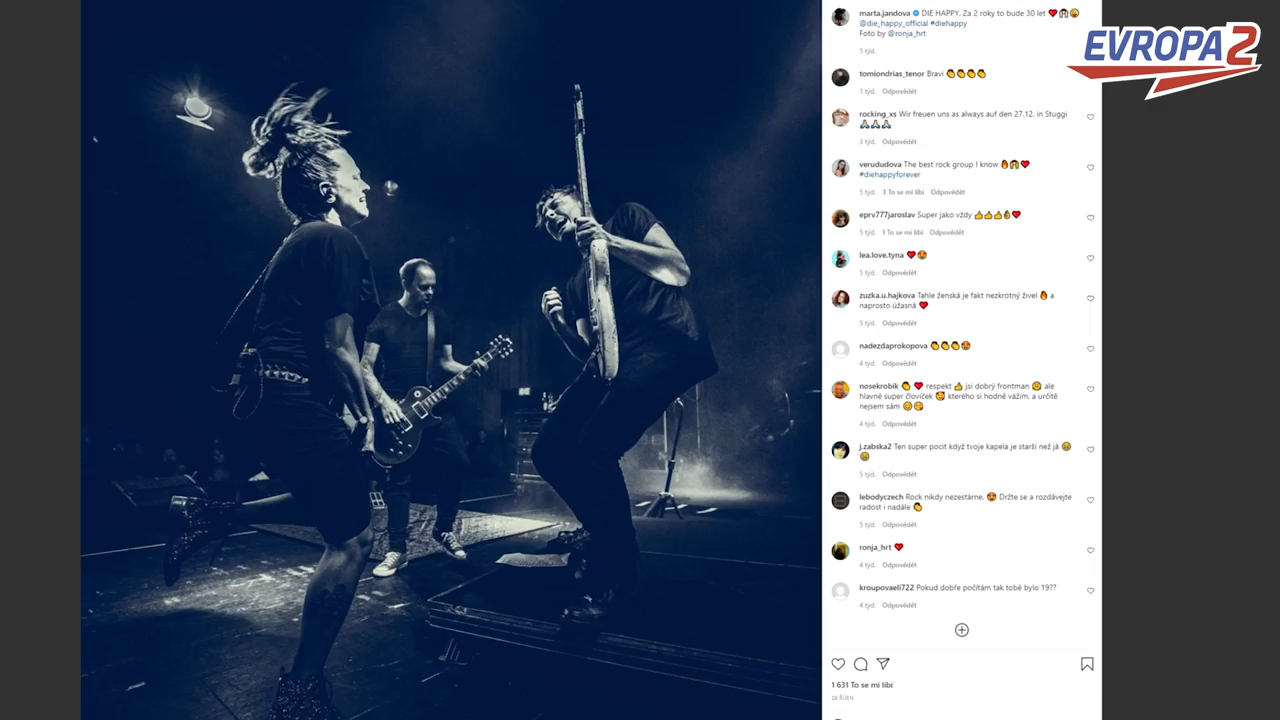 EVROPA 2
marta.jandova DIE HAPPY. Za 2 roky to bude 30 let
@die_happy_official #diehappy
Foto by @ronja_hrt
5 týd.
tomiondrias_tenor Bravi
1 týd. Odpovědět
rocking_xs Wir freuen uns as always auf den 27.12. in Stuggi
3 týd. Odpovědět
verududova The best rock group I know
#diehappyforever
5 týd. 3 To se mi líbí Odpovědět
eprv777jaroslav Super jako vždy
5 týd. 1 To se mi líbí Odpovědět
lea.love.tyna
5 týd. Odpovědět
zuzka.u.hajkova Tahle ženská je fakt nezkrotný živel a
naprosto úžasná
5 týd. Odpovědět
nadezdaprokopova
4 týd. Odpovědět
nosekrobik respekt jsi dobrý frontman ale
hlavně super človíček kterého si hodně vážím, a určitě
nejsem sám
4 týd. Odpovědět
j.zabska2 Ten super pocit když tvoje kapela je starší než já
5 týd. Odpovědět
lebodyczech Rock nikdy nezestárne. Držte se a rozdávejte
radost i nadále
5 týd. Odpovědět
ronja_hrt
4 týd. Odpovědět
kroupovaeli722 Pokud dobře počítám tak tobě bylo 19??
4 týd. Odpovědět
1 631 To se mi líbí
28 ŘÍJEN